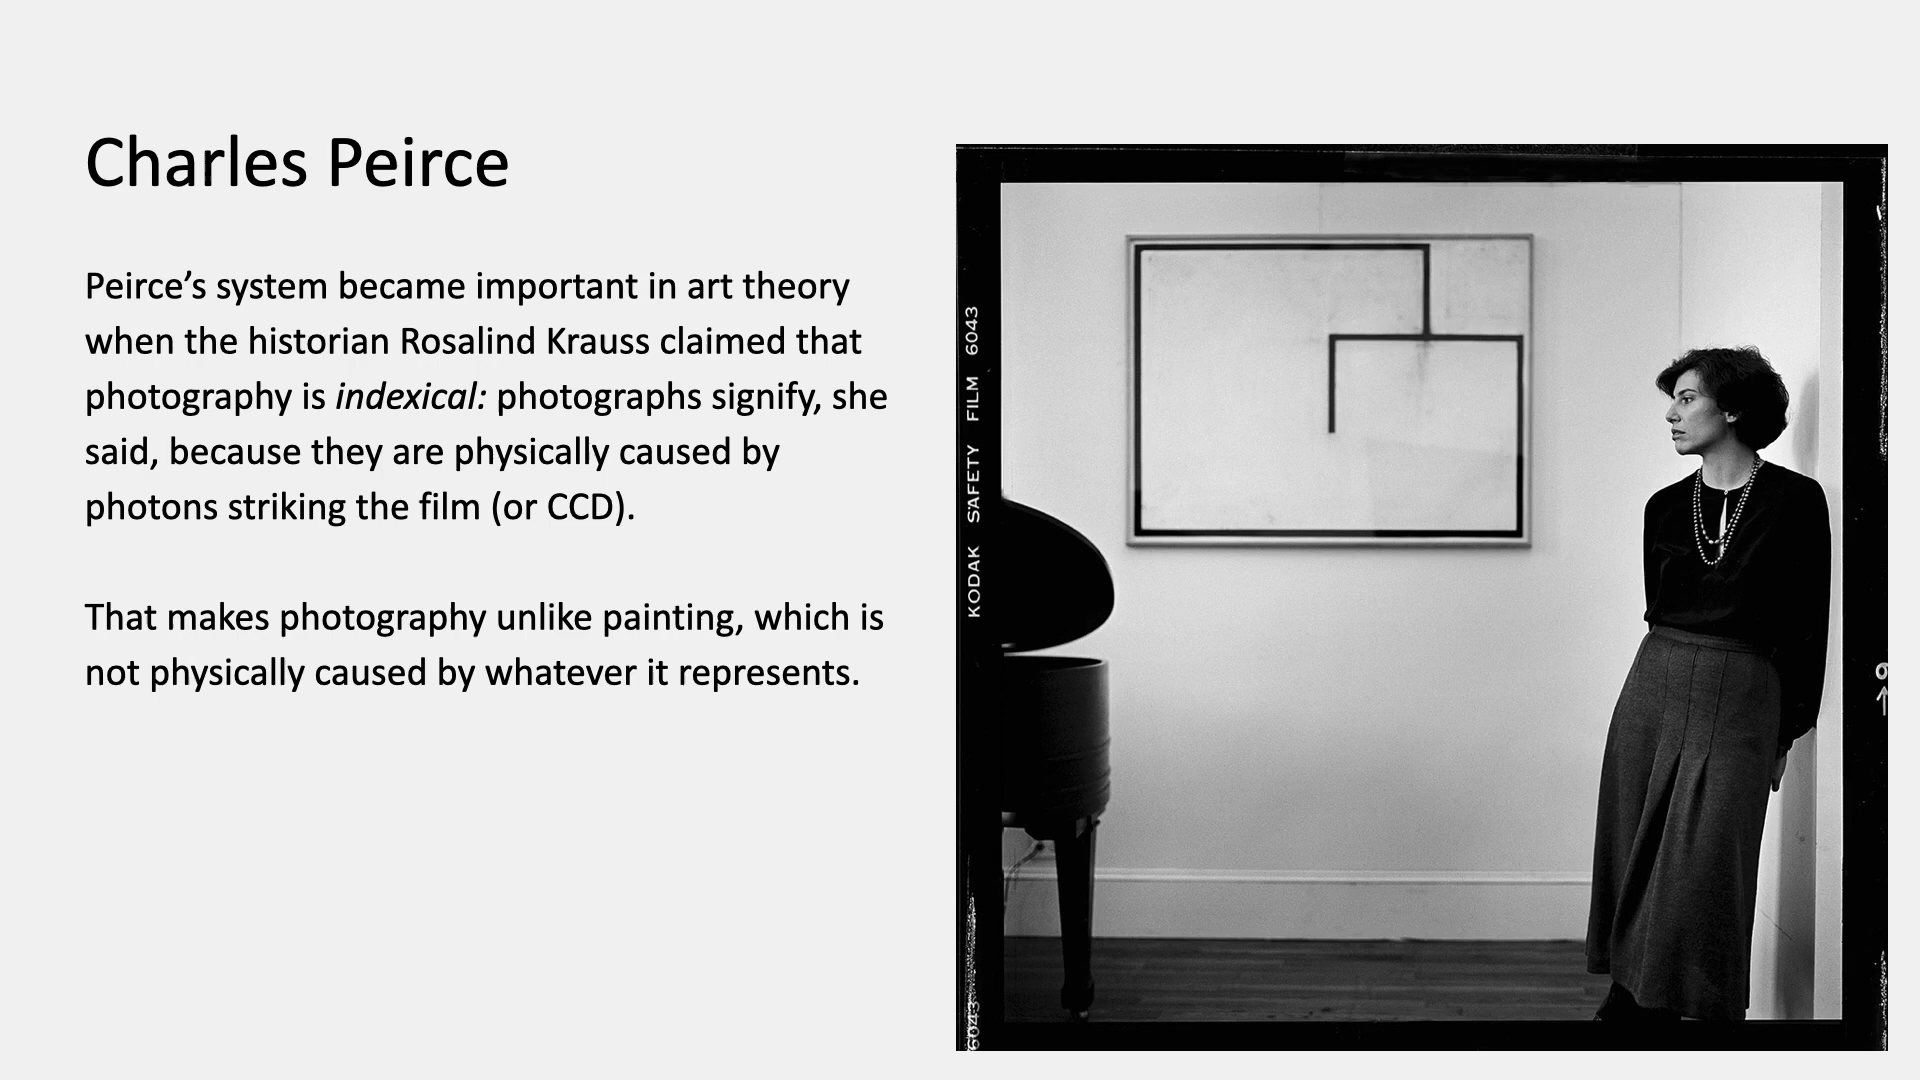 Charles Peirce
Peirce’s system became important in art theory
when the historian Rosalind Krauss claimed that
photography is indexical: photographs signify, she
said, because they are physically caused by
photons striking the film (or CCD).
That makes photography unlike painting, which is
not physically caused by whatever it represents.
KODAK SAFETY FILM 6043
6043